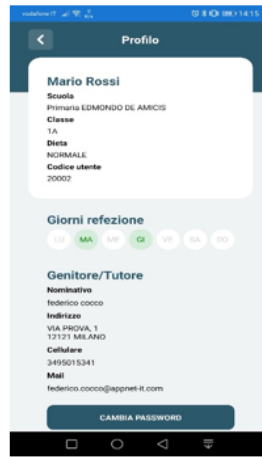 vodafone IT
14:15
Profilo
Mario Rossi
Scuola
Primaria EDMONDO DE AMICIS
Classe
1A
Dieta
NORMALE
Codice utente
20002
Giorni refezione
LU MA ME GI VE SA DO
Genitore/Tutore
Nominativo
federico cocco
Indirizzo
VIA PROVA, 1
12121 MILANO
Cellulare
3495015341
Mail
federico.cocco@appnet-it.com
CAMBIA PASSWORD